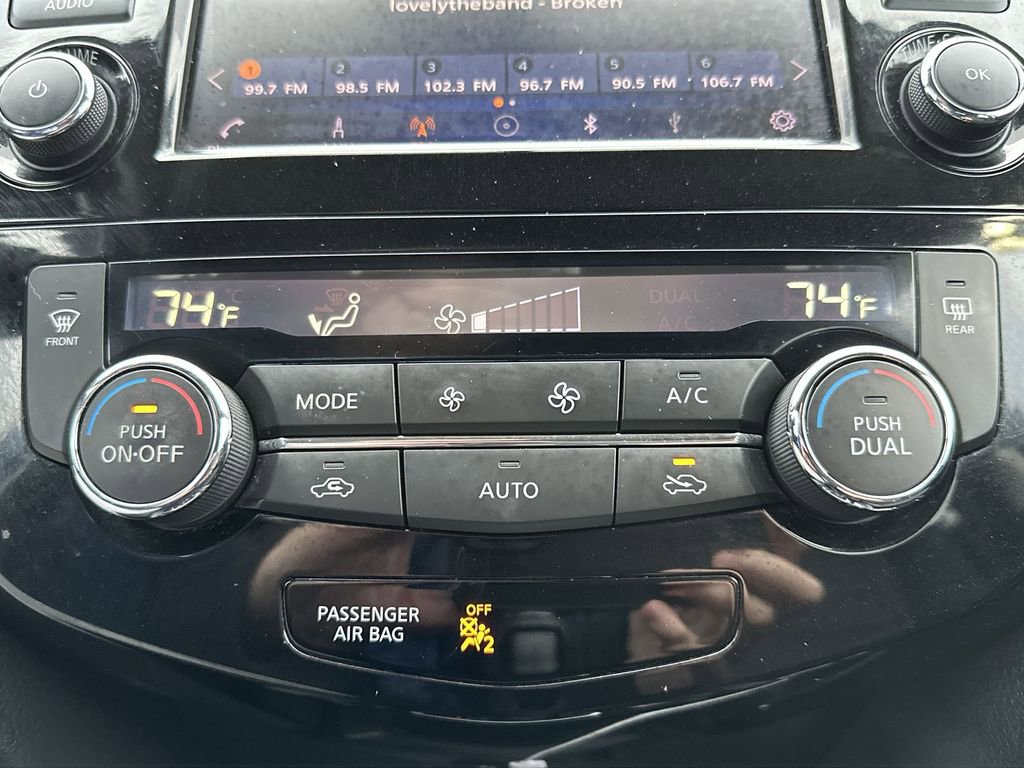 AUDIO
lovelytheband - Broken
VOLUME
TUNE·S
1 2 3 4 5 6
99.7 FM 98.5 FM 102.3 FM 96.7 FM 90.5 FM 106.7 FM
OK
74°F
DUAL
A/C
74°F
FRONT
REAR
MODE
A/C
PUSH
ON·OFF
PUSH
DUAL
AUTO
PASSENGER
AIR BAG
OFF
2